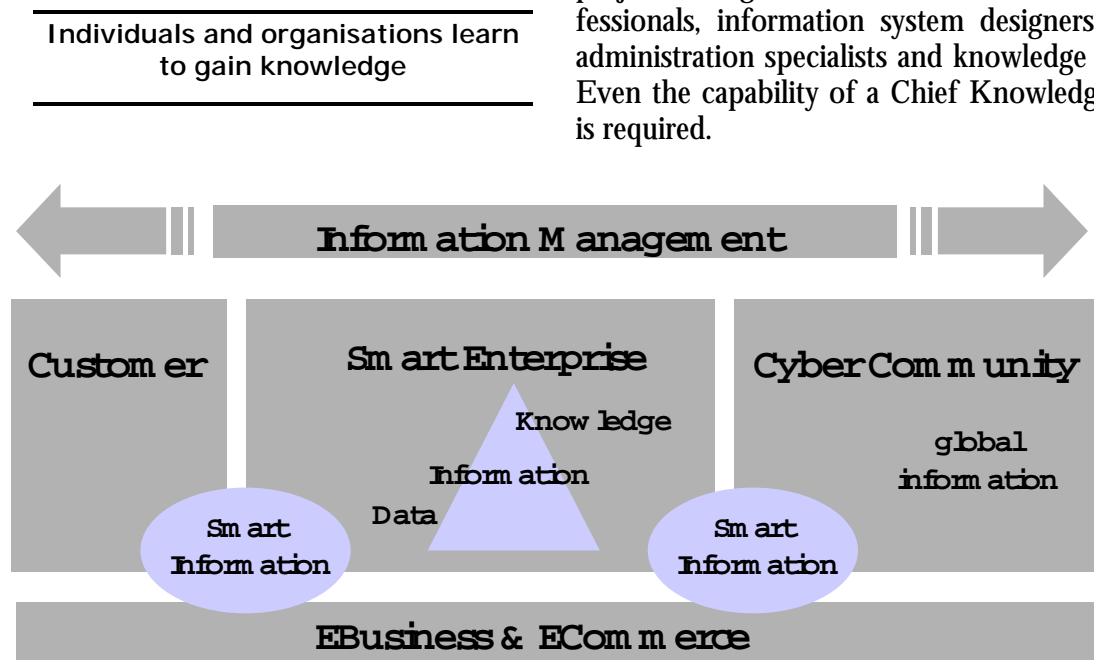 Individuals and organisations learn
to gain knowledge
fessionals, information system designers
administration specialists and knowledge
Even the capability of a Chief Knowledg
is required.
Information Management
Customer
Smart Enterprise
Cyber Community
Knowledge
global
Information
information
Data
Smart
Information
Smart
Information
EBusiness & ECommerce